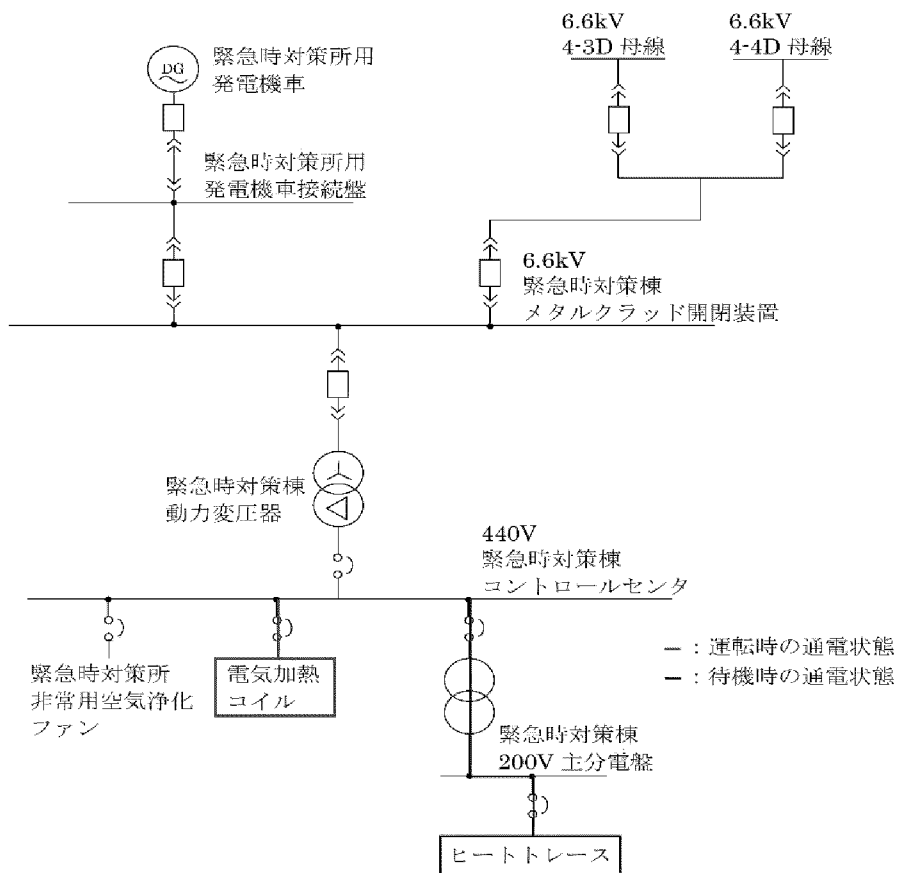 DG
緊急時対策所用
発電機車
6.6kV
4-3D 母線
6.6kV
4-4D 母線
緊急時対策所用
発電機車接続盤
6.6kV
緊急時対策棟
メタルクラッド開閉装置
緊急時対策棟
動力変圧器
440V
緊急時対策棟
コントロールセンタ
緊急時対策所
非常用空気浄化
ファン
電気加熱
コイル
ー：運転時の通電状態
ー：待機時の通電状態
緊急時対策棟
200V 主分電盤
ヒートトレース